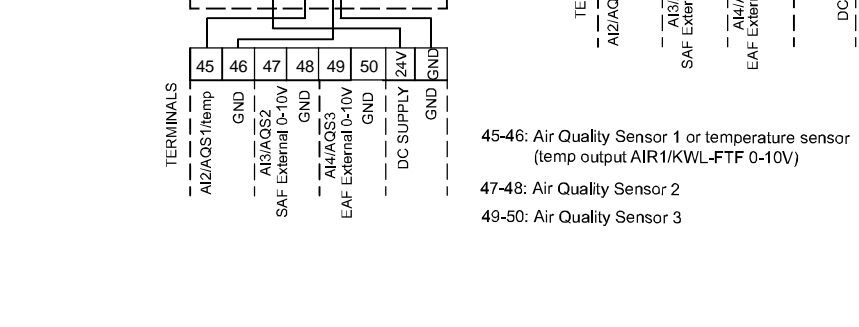 45 46 47 48 49 50 24V GND
TERMINALS
AI2/AQS1/temp
GND
AI3/AQS2
SAF External 0-10V
GND
AI4/AQS3
EAF External 0-10V
GND
DC SUPPLY
GND
45-46: Air Quality Sensor 1 or temperature sensor
(temp output AIR1/KWL-FTF 0-10V)
47-48: Air Quality Sensor 2
49-50: Air Quality Sensor 3